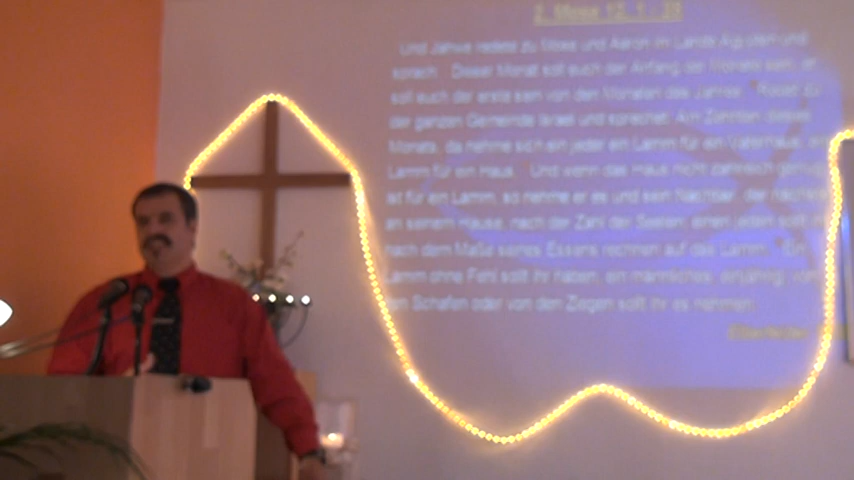 2. Mose 12, 1 - 28
Und Jahwe redete zu Mose und Aaron im Lande Ägypten und
sprach: Dieser Monat soll euch der Anfang der Monate sein, er
soll euch der erste sein von den Monaten des Jahres. Redet zu
der ganzen Gemeinde Israel und sprechet: Am Zehnten dieses
Monats, da nehme sich ein jeder ein Lamm für ein Vaterhaus, ein
Lamm für ein Haus. Und wenn das Haus nicht zahlreich genug
ist für ein Lamm, so nehme er es und sein Nachbar, der nächste
an seinem Hause, nach der Zahl der Seelen; einen jeden sollt ihr
nach dem Maße seines Essens rechnen auf das Lamm. Ein
Lamm ohne Fehl sollt ihr haben, ein männliches, einjährig; von
den Schafen oder von den Ziegen sollt ihr es nehmen.